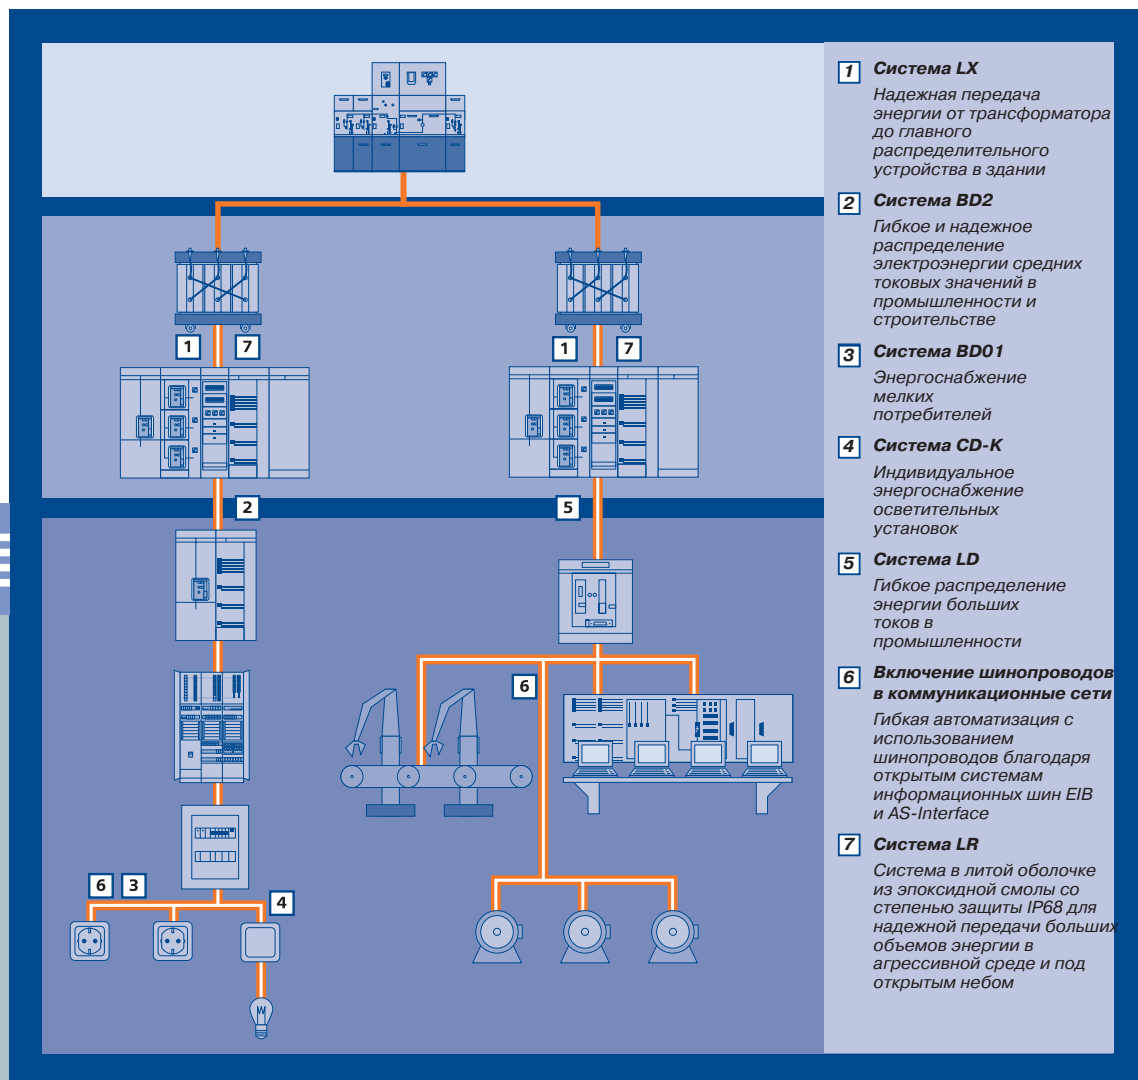 1 7
1 7
2
5
6
6 3
4
1 Система LX
Надежная передача
энергии от трансформатора
до главного
распределительного
устройства в здании
2 Система BD2
Гибкое и надежное
распределение
электроэнергии средних
токовых значений в
промышленности и
строительстве
3 Система BD01
Энергоснабжение
мелких
потребителей
4 Система CD-K
Индивидуальное
энергоснабжение
осветительных
установок
5 Система LD
Гибкое распределение
энергии больших
токов в
промышленности
6 Включение шинопроводов
в коммуникационные сети
Гибкая автоматизация с
использованием
шинопроводов благодаря
открытым системам
информационных шин EIB
и AS-Interface
7 Система LR
Система в литой оболочке
из эпоксидной смолы со
степенью защиты IP68 для
надежной передачи больших
объемов энергии в
агрессивной среде и под
открытым небом